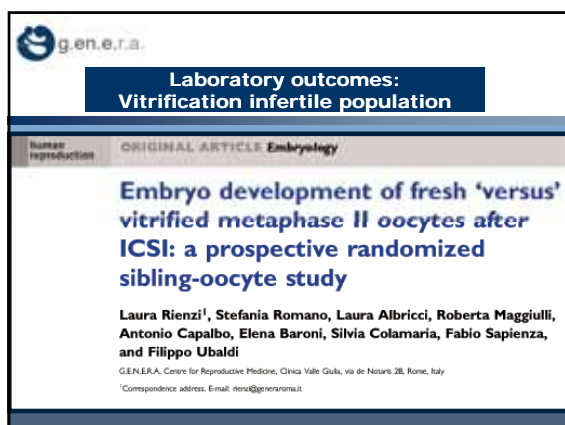 g.en.e.r.a.
Laboratory outcomes:
Vitrification infertile population
human
reproduction
ORIGINAL ARTICLE Embryology
Embryo development of fresh ‘versus’
vitrified metaphase II oocytes after
ICSI: a prospective randomized
sibling-oocyte study
Laura Rienzi¹, Stefania Romano, Laura Albricci, Roberta Maggiulli,
Antonio Capalbo, Elena Baroni, Silvia Colamaria, Fabio Sapienza,
and Filippo Ubaldi
G.EN.E.R.A. Centre for Reproductive Medicine, Clinica Valle Giulia, via de Notaris 2B, Rome, Italy
¹Correspondence address. E-mail: rienzi@generaroma.it